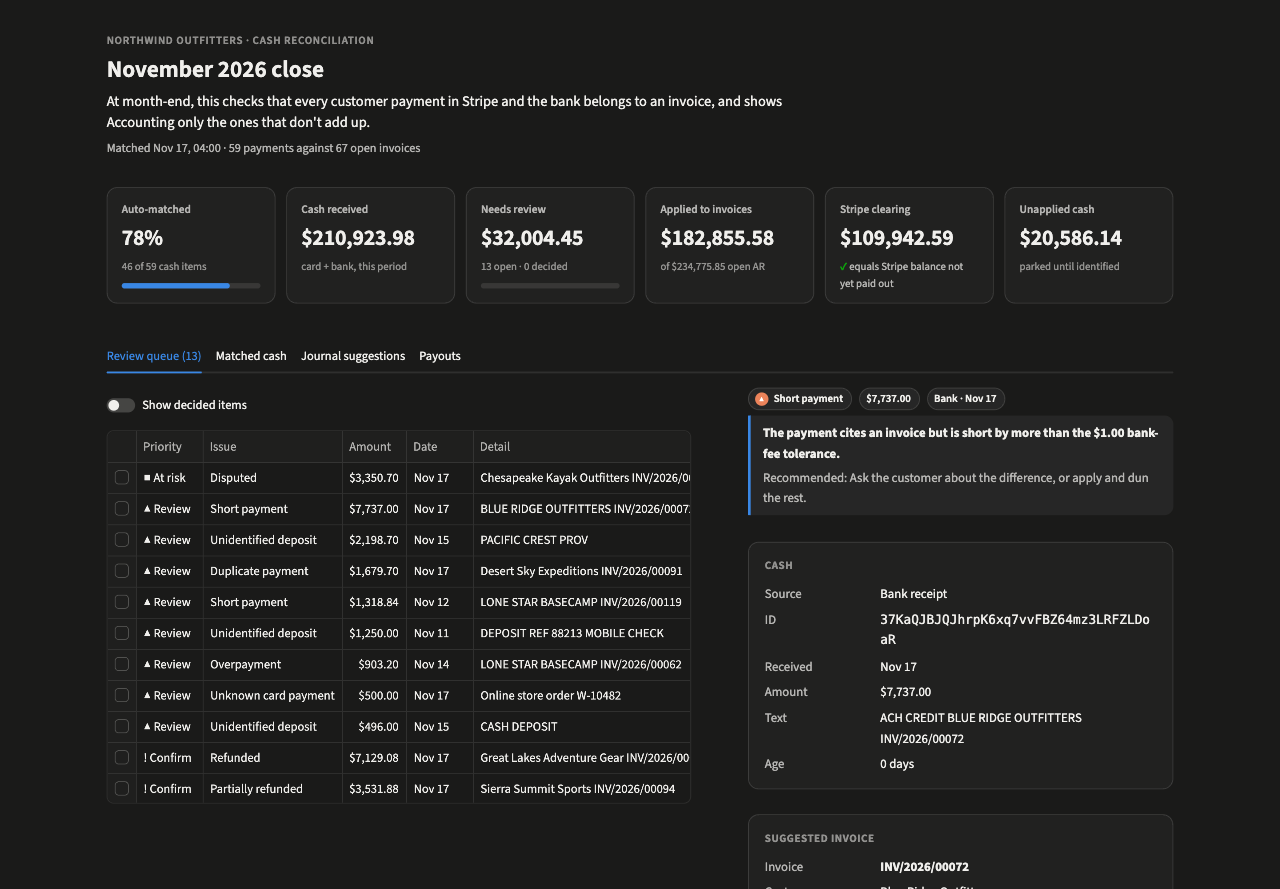 NORTHWIND OUTFITTERS · CASH RECONCILIATION
November 2026 close
At month-end, this checks that every customer payment in Stripe and the bank belongs to an invoice, and shows
Accounting only the ones that don't add up.
Matched Nov 17, 04:00 · 59 payments against 67 open invoices
Auto-matched
78%
46 of 59 cash items
Cash received
$210,923.98
card + bank, this period
Needs review
$32,004.45
13 open · 0 decided
Applied to invoices
$182,855.58
of $234,775.85 open AR
Stripe clearing
$109,942.59
✓ equals Stripe balance not
yet paid out
Unapplied cash
$20,586.14
parked until identified
Review queue (13) Matched cash Journal suggestions Payouts
Show decided items
Priority Issue Amount Date Detail
■ At risk Disputed $3,350.70 Nov 17 Chesapeake Kayak Outfitters INV/2026/00
▲ Review Short payment $7,737.00 Nov 17 BLUE RIDGE OUTFITTERS INV/2026/0007
▲ Review Unidentified deposit $2,198.70 Nov 15 PACIFIC CREST PROV
▲ Review Duplicate payment $1,679.70 Nov 17 Desert Sky Expeditions INV/2026/00091
▲ Review Short payment $1,318.84 Nov 12 LONE STAR BASECAMP INV/2026/00119
▲ Review Unidentified deposit $1,250.00 Nov 11 DEPOSIT REF 88213 MOBILE CHECK
▲ Review Overpayment $903.20 Nov 14 LONE STAR BASECAMP INV/2026/00062
▲ Review Unknown card payment $500.00 Nov 17 Online store order W-10482
▲ Review Unidentified deposit $496.00 Nov 15 CASH DEPOSIT
! Confirm Refunded $7,129.08 Nov 17 Great Lakes Adventure Gear INV/2026/00
! Confirm Partially refunded $3,531.88 Nov 17 Sierra Summit Sports INV/2026/00094
▲ Short payment $7,737.00 Bank · Nov 17
The payment cites an invoice but is short by more than the $1.00 bank-
fee tolerance.
Recommended: Ask the customer about the difference, or apply and dun
the rest.
CASH
Source Bank receipt
ID 37KaQJBJQJhrpK6xq7vvFBZ64mz3LRFZLDo
aR
Received Nov 17
Amount $7,737.00
Text ACH CREDIT BLUE RIDGE OUTFITTERS
INV/2026/00072
Age 0 days
SUGGESTED INVOICE
Invoice INV/2026/00072